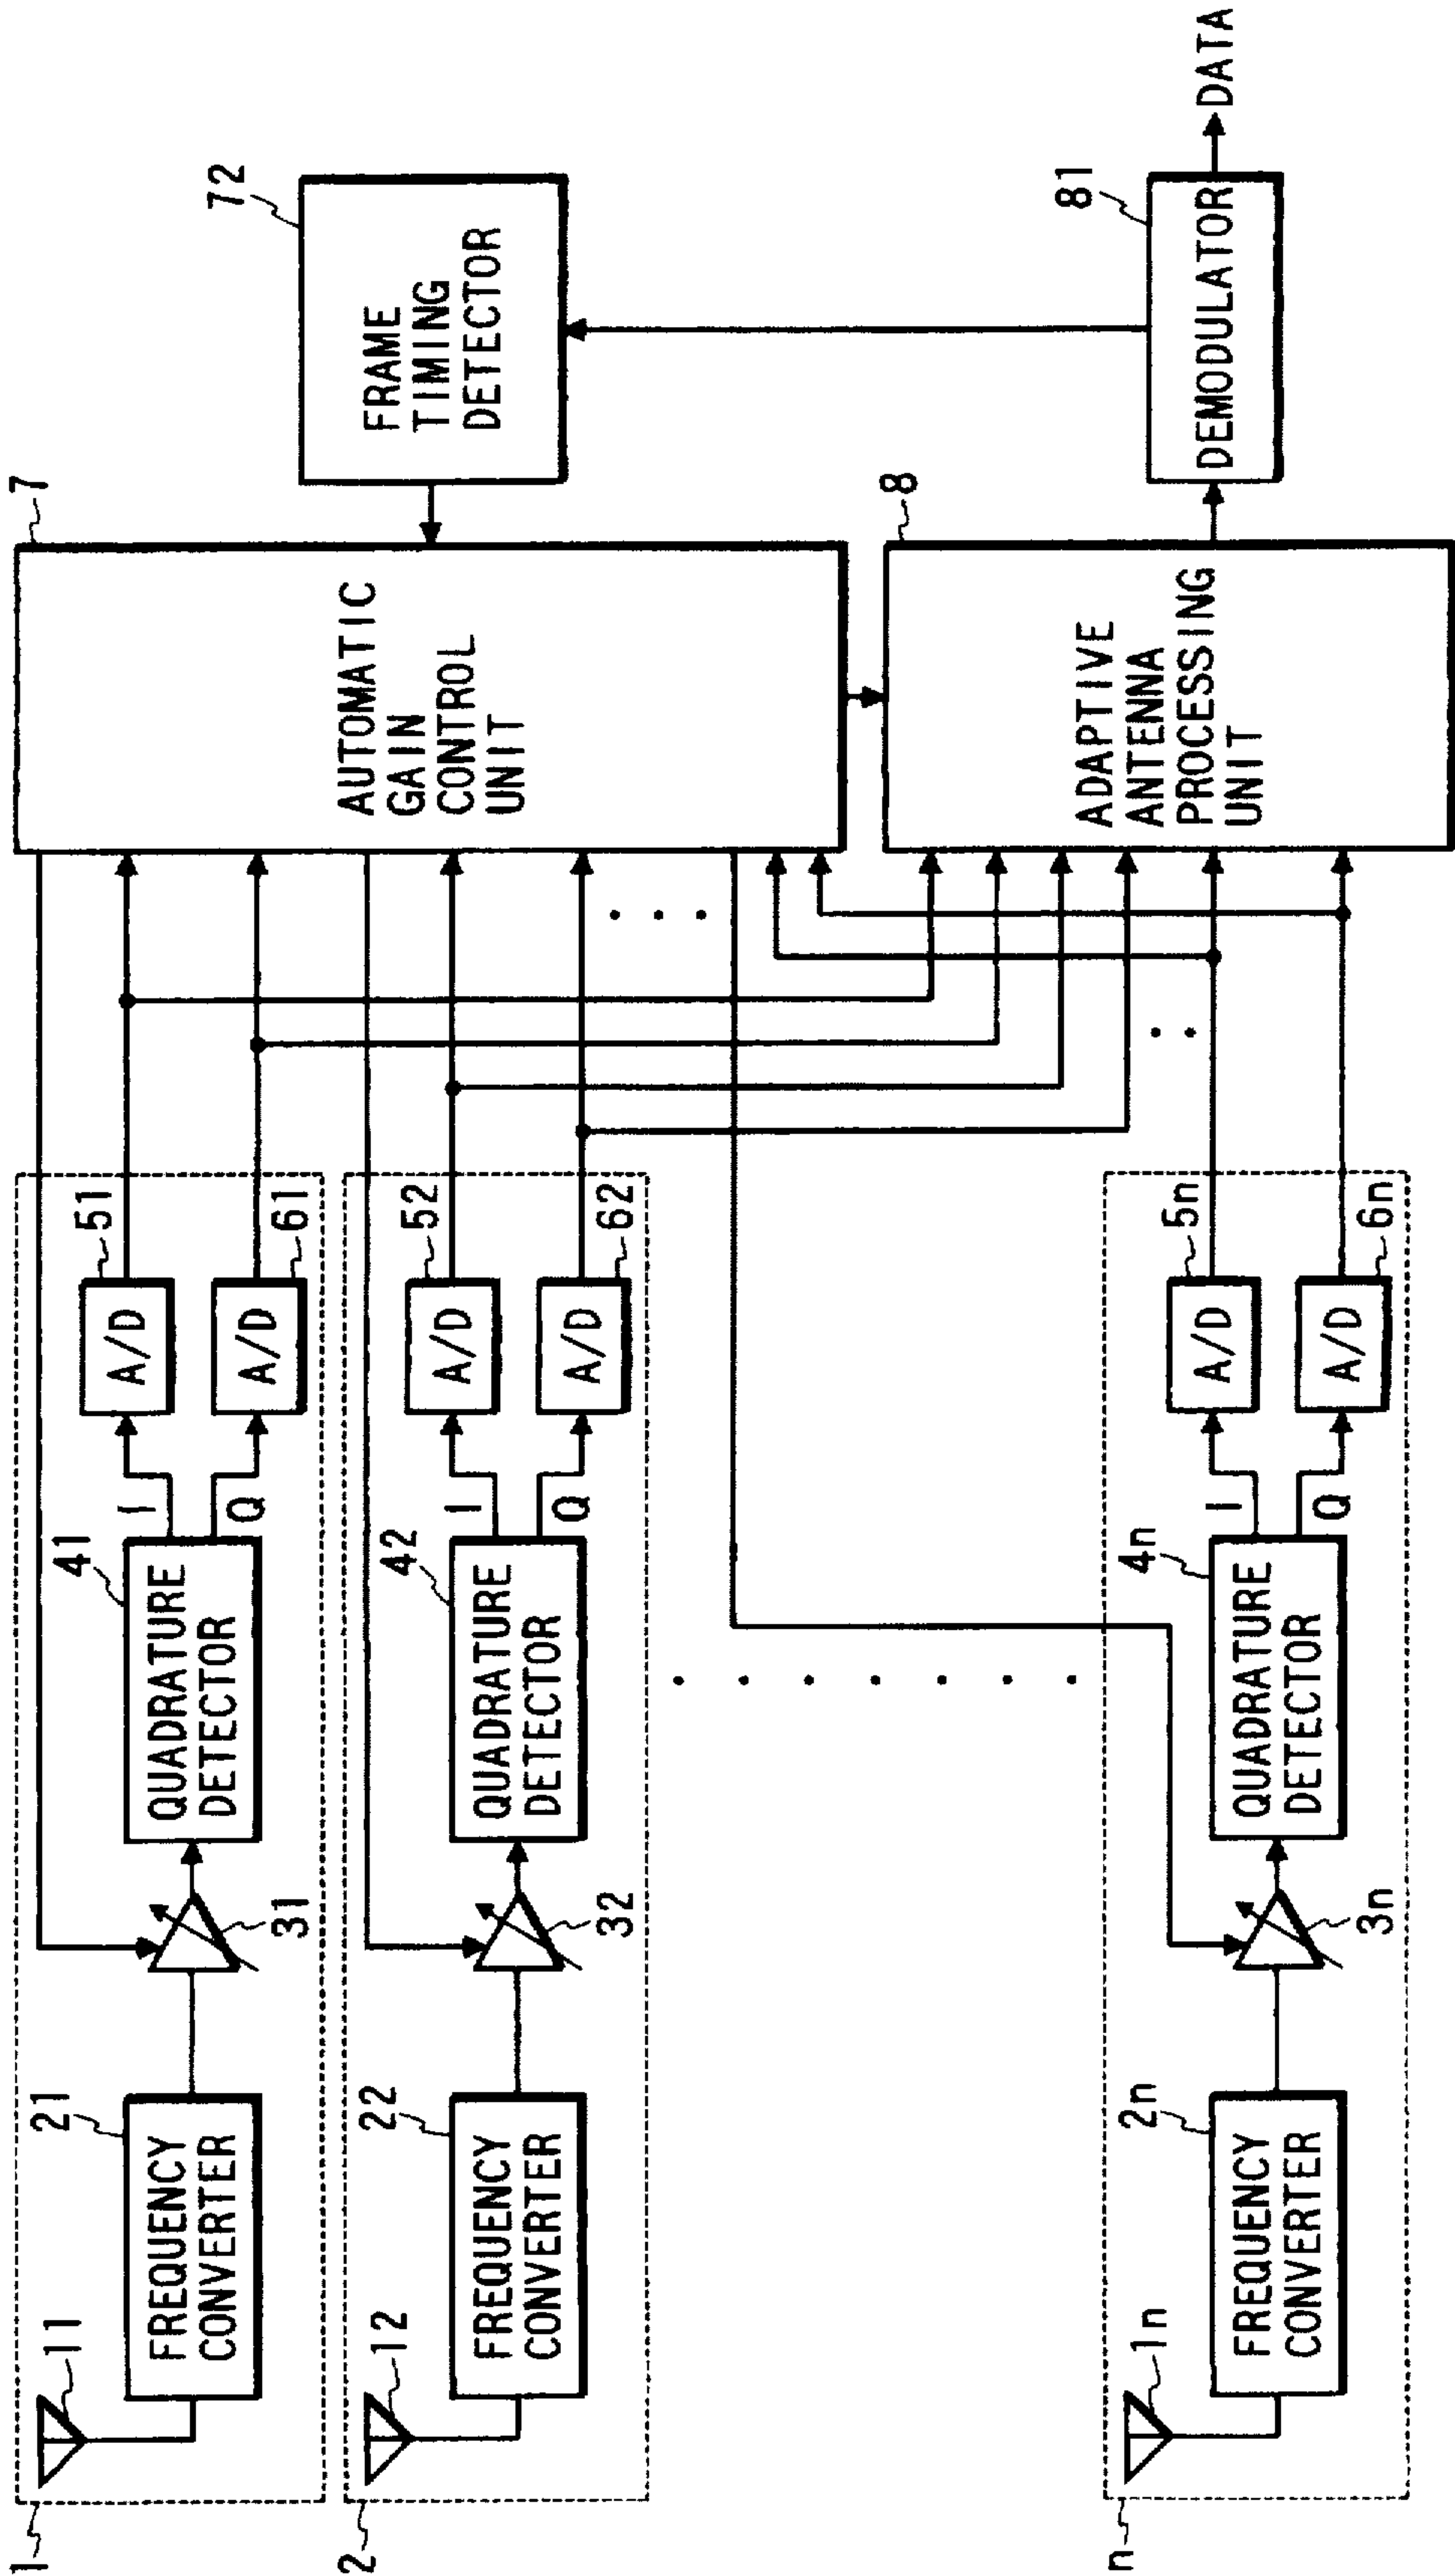 1
11
FREQUENCY
CONVERTER
21
31
QUADRATURE
DETECTOR
41
I
Q
A/D
51
A/D
61
2
12
FREQUENCY
CONVERTER
22
32
QUADRATURE
DETECTOR
42
I
Q
A/D
52
A/D
62
n
1n
FREQUENCY
CONVERTER
2n
3n
QUADRATURE
DETECTOR
4n
I
Q
A/D
5n
A/D
6n
AUTOMATIC
GAIN
CONTROL
UNIT
7
FRAME
TIMING
DETECTOR
72
ADAPTIVE
ANTENNA
PROCESSING
UNIT
8
DEMODULATOR
81
DATA